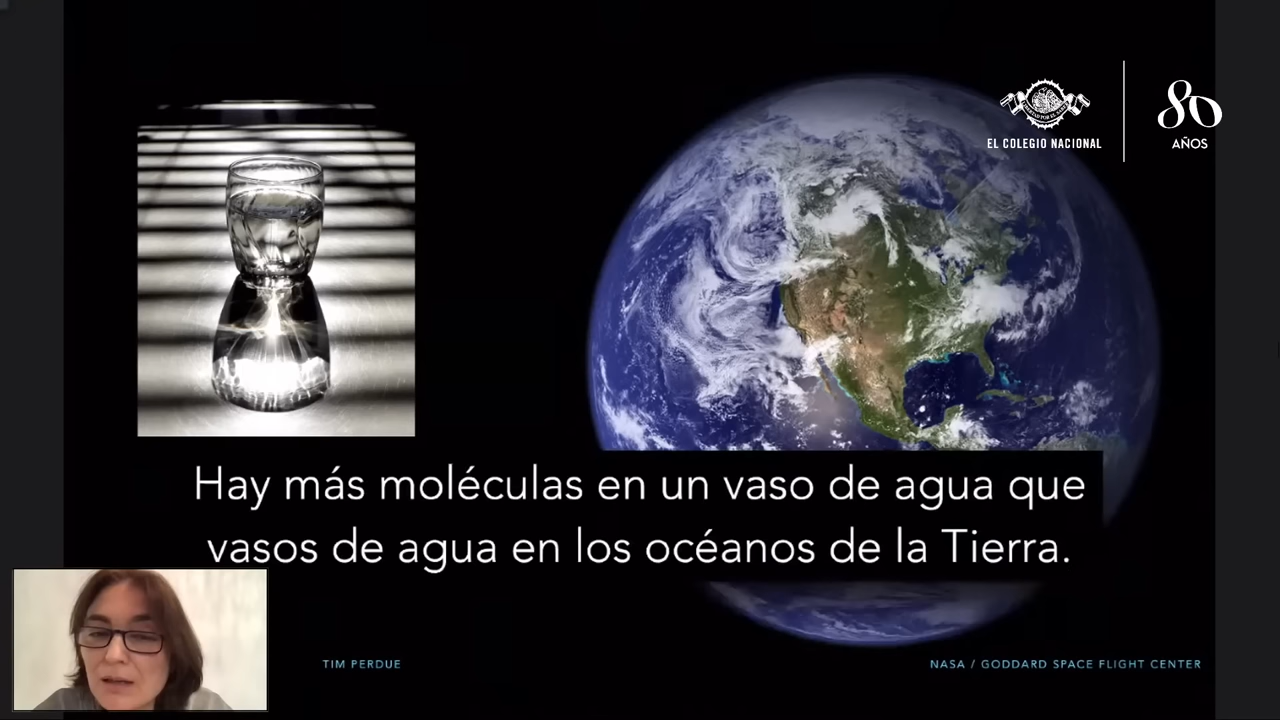 EL COLEGIO NACIONAL
80
AÑOS
Hay más moléculas en un vaso de agua que
vasos de agua en los océanos de la Tierra.
TIM PERDUE
NASA / GODDARD SPACE FLIGHT CENTER